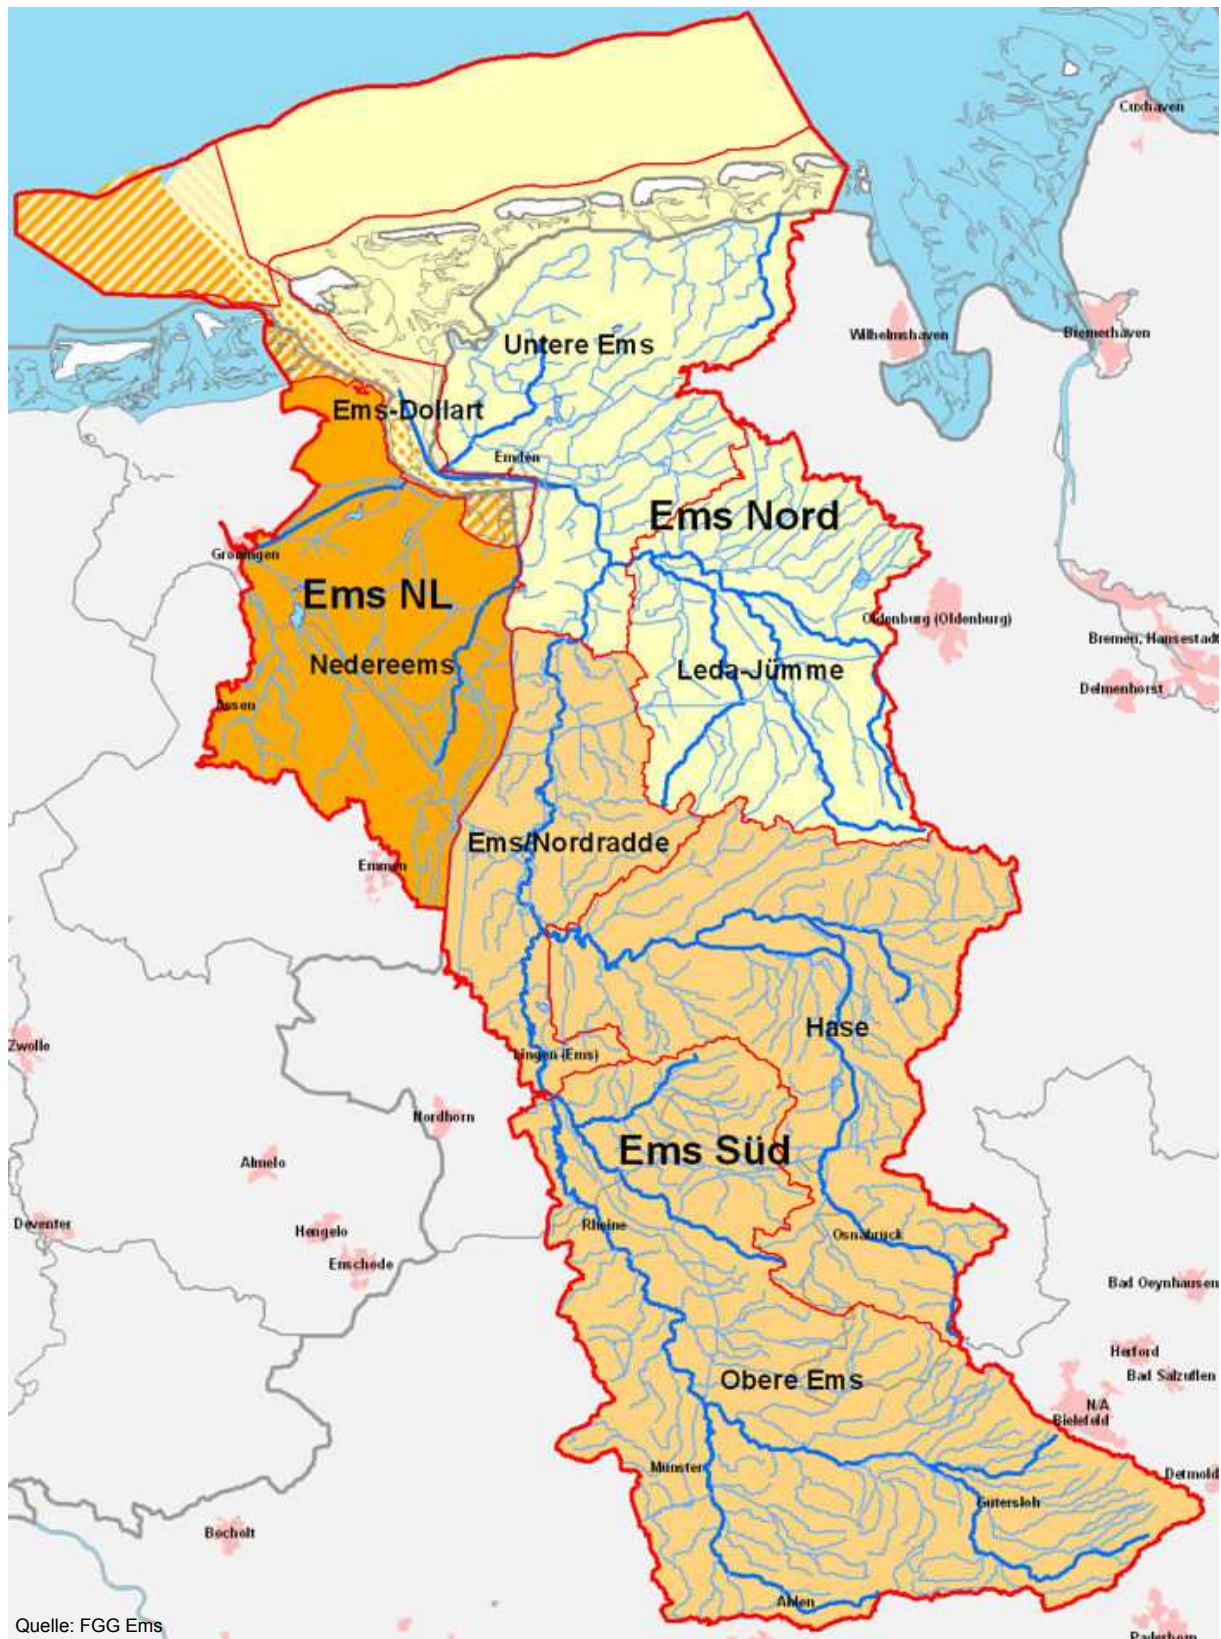 Cuxhaven
Wilhelmshaven
Bremerhaven
Untere Ems
Ems-Dollart
Emden
Ems Nord
Groningen
Ems NL
Oldenburg (Oldenburg)
Bremen, Hansestadt
Nedereems
Leda-Jümme
Delmenhorst
Assen
Ems/Nordradde
Emmen
Hase
Zwolle
Lingen (Ems)
Nordhorn
Ems Süd
Almelo
Deventer
Hengelo
Rheine
Osnabrück
Enschede
Bad Oeynhausen
Herford
Bad Salzuflen
Obere Ems
N/A
Bielefeld
Münster
Detmold
Gütersloh
Bocholt
Ahlen
Quelle: FGG Ems
Paderborn